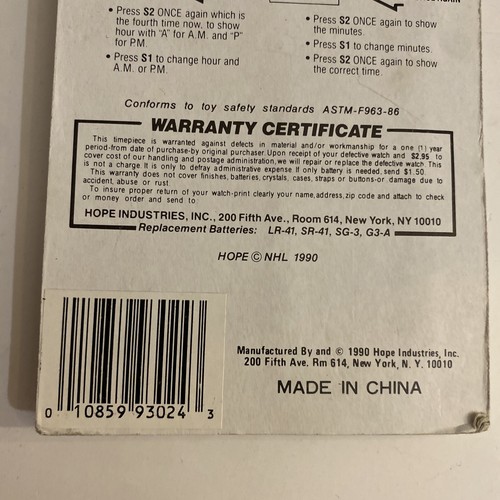 • Press S2 ONCE again which is
the fourth time now, to show
hour with "A" for A.M. and "P"
for P.M.
• Press S1 to change hour and
A.M. or P.M.
• Press S2 ONCE again to show
the minutes.
• Press S1 to change minutes.
• Press S2 ONCE again to show
the correct time.
Conforms to toy safety standards ASTM-F963-86
WARRANTY CERTIFICATE
This timepiece is warranted against defects in material and/or workmanship for a one (1) year
period-from date of purchase-by original purchaser. Upon receipt of your defective watch and $2.95 to
cover cost of our handling and postage administration, we will repair or replace the defective watch. This
is not a charge. It is only to defray administrative expense. If only battery is needed, send $1.50.
This warranty does not cover finishes, batteries, crystals, cases, straps or buttons-or damage due to
accident, abuse or rust.
To insure proper return of your watch-print clearly your name, address, zip code and attach to check
or money order and send to
HOPE INDUSTRIES, INC., 200 Fifth Ave., Room 614, New York, NY 10010
Replacement Batteries: LR-41, SR-41, SG-3, G3-A
HOPE © NHL 1990
Manufactured By and © 1990 Hope Industries, Inc.
200 Fifth Ave. Rm 614, New York, N.Y. 10010
MADE IN CHINA
0 10859 93024 3